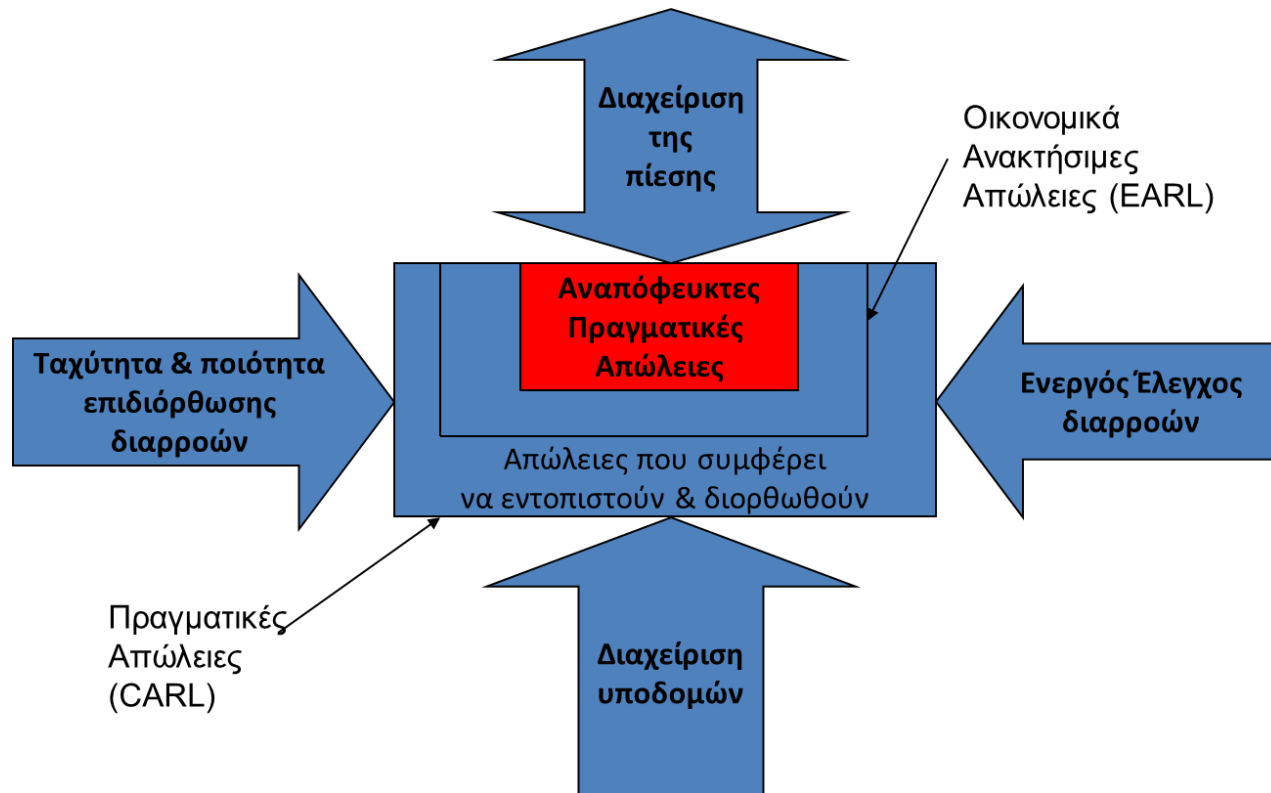 Διαχείριση
της
πίεσης
Οικονομικά
Ανακτήσιμες
Απώλειες (EARL)
Αναπόφευκτες
Πραγματικές
Απώλειες
Ταχύτητα & ποιότητα
επιδιόρθωσης
διαρροών
Ενεργός Έλεγχος
διαρροών
Απώλειες που συμφέρει
να εντοπιστούν & διορθωθούν
Πραγματικές
Απώλειες
(CARL)
Διαχείριση
υποδομών